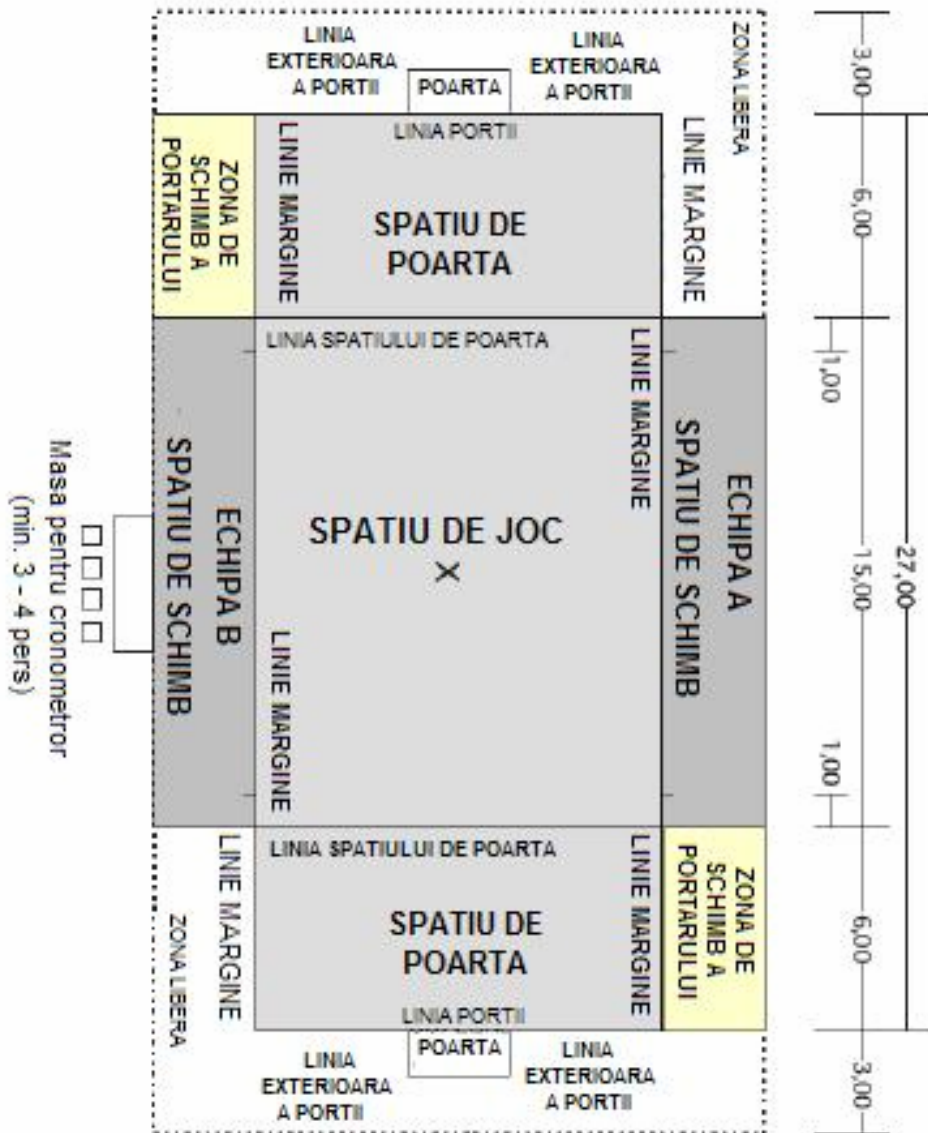 LINIA
EXTERIOARA
A PORTII
POARTA
LINIA
EXTERIOARA
A PORTII
ZONA LIBERA
3,00
LINIA PORTII
ZONA DE
SCHIMB A
PORTARULUI
LINIE MARGINE
SPATIU DE
POARTA
LINIE MARGINE
6,00
LINIA SPATIULUI DE POARTA
1,00
LINIE MARGINE
ECHIPA A
SPATIU DE SCHIMB
SPATIU DE JOC
X
15,00
27,00
ECHIPA B
SPATIU DE SCHIMB
Masa pentru cronometror
(min. 3 - 4 pers)
LINIE MARGINE
1,00
LINIA SPATIULUI DE POARTA
LINIE MARGINE
SPATIU DE
POARTA
LINIE MARGINE
ZONA DE
SCHIMB A
PORTARULUI
6,00
ZONA LIBERA
LINIA PORTII
POARTA
LINIA
EXTERIOARA
A PORTII
LINIA
EXTERIOARA
A PORTII
3,00